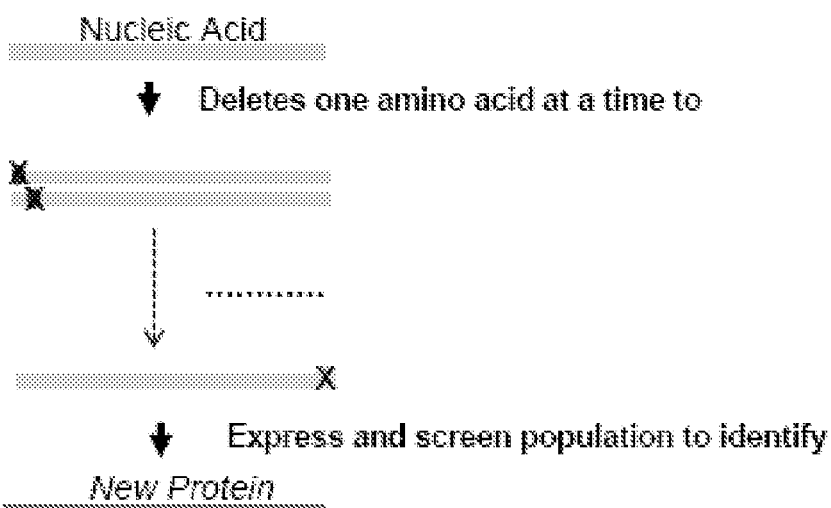 Nucleic Acid
Deletes one amino acid at a time to
X
X
X
Express and screen population to identify
New Protein